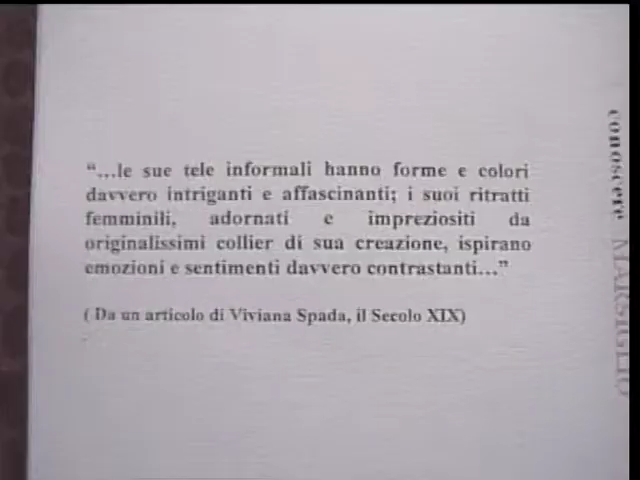 “...le sue tele informali hanno forme e colori
davvero intriganti e affascinanti; i suoi ritratti
femminili, adornati e impreziositi da
originalissimi collier di sua creazione, ispirano
emozioni e sentimenti davvero contrastanti...”
( Da un articolo di Viviana Spada, il Secolo XIX)
conoscere MARSIGLIO